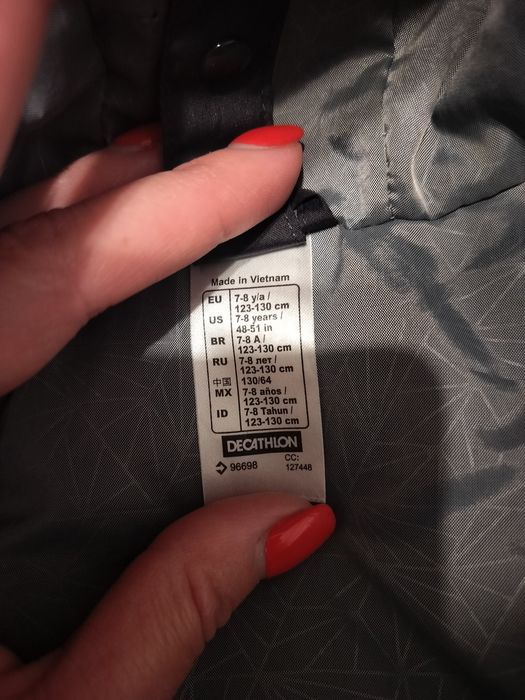 Made in Vietnam
EU 7-8 y/a /
123-130 cm
US 7-8 years /
48-51 in
BR 7-8 A /
123-130 cm
RU 7-8 лет /
123-130 cm
中国 130/64
MX 7-8 años /
123-130 cm
ID 7-8 Tahun /
123-130 cm
DECATHLON
96698 CC:
127448